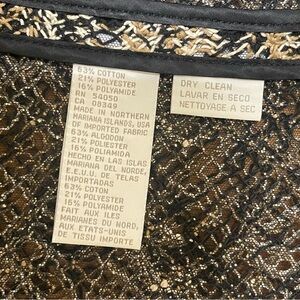 63% COTTON
21% POLYESTER
16% POLYAMIDE
RN 54050
CA 08349
MADE IN NORTHERN
MARIANA ISLANDS, USA
OF IMPORTED FABRIC
63% ALGODON
21% POLIESTER
16% POLIAMIDA
HECHO EN LAS ISLAS
MARIANAS DEL NORTE,
E.E.U.U. DE TELAS
IMPORTADAS
63% COTON
21% POLYESTER
16% POLYAMIDE
FAIT AUX ILES
MARIANES DU NORD,
AUX ETATS-UNIS
DE TISSU IMPORTE
DRY CLEAN
LAVAR EN SECO
NETTOYAGE A SEC